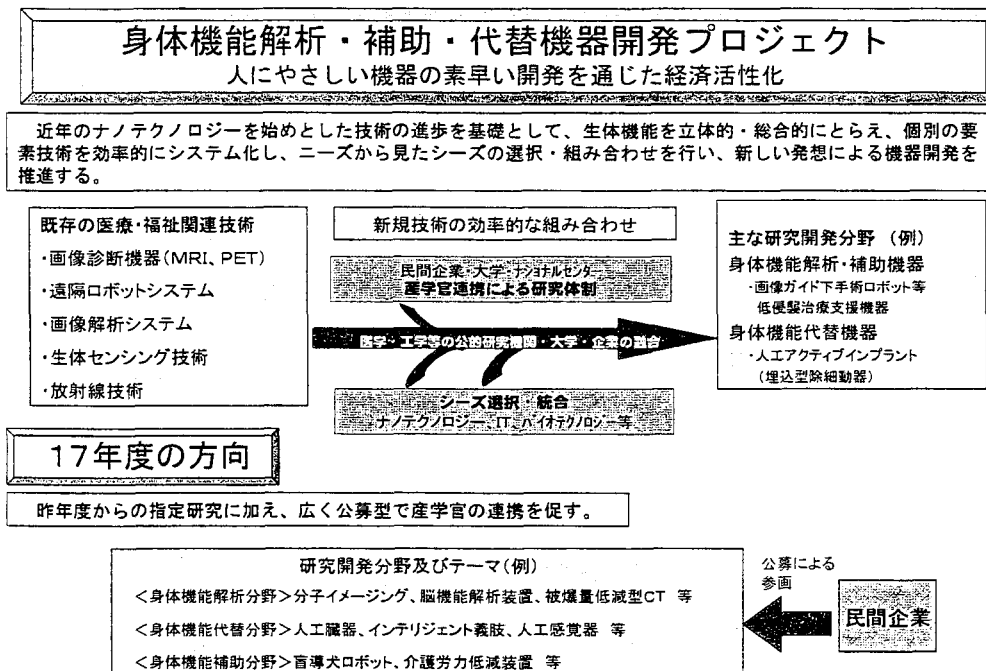 身体機能解析・補助・代替機器開発プロジェクト
人にやさしい機器の素早い開発を通じた経済活性化
近年のナノテクノロジーを始めとした技術の進歩を基礎として、生体機能を立体的・総合的にとらえ、個別の要
素技術を効率的にシステム化し、ニーズから見たシーズの選択・組み合わせを行い、新しい発想による機器開発を
推進する。
既存の医療・福祉関連技術
・画像診断機器(MRI、PET)
・遠隔ロボットシステム
・画像解析システム
・生体センシング技術
・放射線技術
新規技術の効率的な組み合わせ
民間企業・大学・ナショナルセンター
産学官連携による研究体制
医学・工学等の公的研究機関・大学・企業の融合
シーズ選択・統合
ナノテクノロジー、IT、バイオテクノロジー等
主な研究開発分野 (例)
身体機能解析・補助機器
・画像ガイド下手術ロボット等
低侵襲治療支援機器
身体機能代替機器
・人工アクティブインプラント
(埋込型除細動器)
17年度の方向
昨年度からの指定研究に加え、広く公募型で産学官の連携を促す。
研究開発分野及びテーマ(例)
<身体機能解析分野>分子イメージング、脳機能解析装置、被爆量低減型CT 等
<身体機能代替分野>人工臓器、インテリジェント義肢、人工感覚器 等
<身体機能補助分野>盲導犬ロボット、介護労力低減装置 等
公募による
参画
民間企業